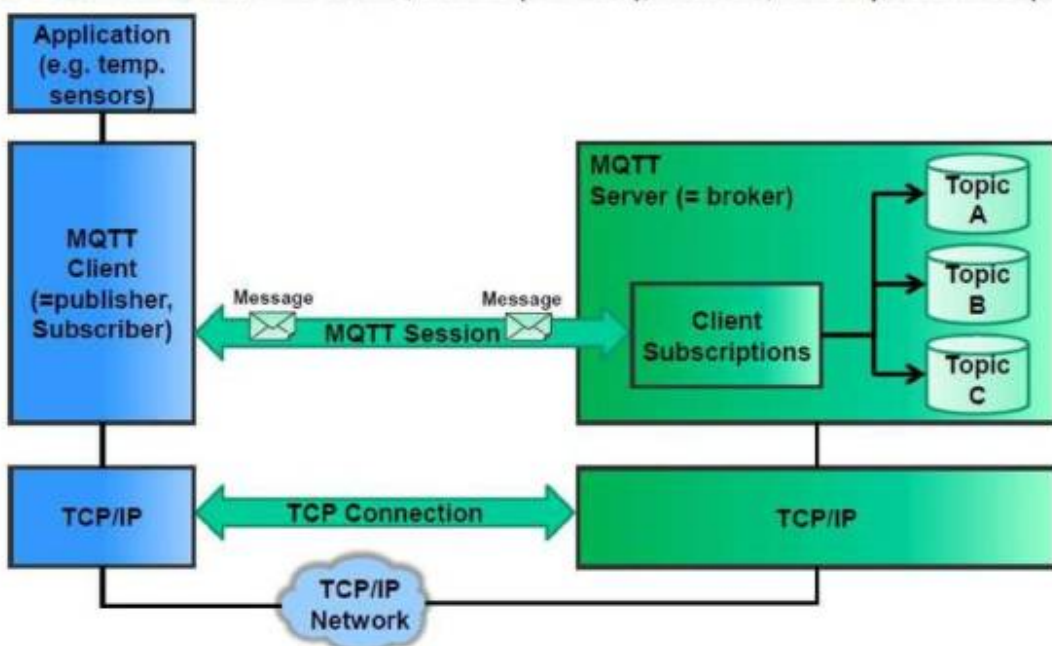 Application
(e.g. temp.
sensors)
MQTT
Client
(=publisher,
Subscriber)
Message
Message
MQTT Session
MQTT
Server (= broker)
Client
Subscriptions
Topic
A
Topic
B
Topic
C
TCP/IP
TCP Connection
TCP/IP
TCP/IP
Network